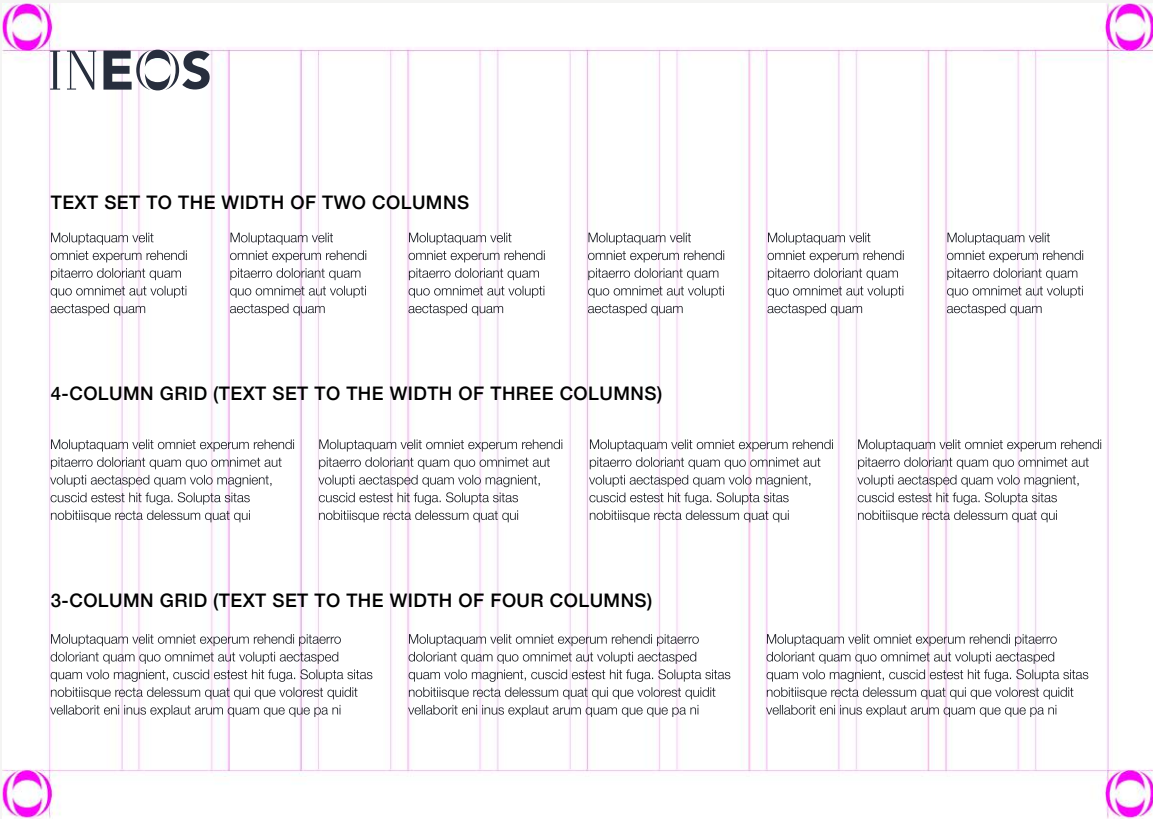 INEOS
TEXT SET TO THE WIDTH OF TWO COLUMNS
Moluptaquam velit
omniet experum rehendi
pitaerro doloriant quam
quo omnimet aut volupti
aectasped quam
Moluptaquam velit
omniet experum rehendi
pitaerro doloriant quam
quo omnimet aut volupti
aectasped quam
Moluptaquam velit
omniet experum rehendi
pitaerro doloriant quam
quo omnimet aut volupti
aectasped quam
Moluptaquam velit
omniet experum rehendi
pitaerro doloriant quam
quo omnimet aut volupti
aectasped quam
Moluptaquam velit
omniet experum rehendi
pitaerro doloriant quam
quo omnimet aut volupti
aectasped quam
Moluptaquam velit
omniet experum rehendi
pitaerro doloriant quam
quo omnimet aut volupti
aectasped quam
4-COLUMN GRID (TEXT SET TO THE WIDTH OF THREE COLUMNS)
Moluptaquam velit omniet experum rehendi
pitaerro doloriant quam quo omnimet aut
volupti aectasped quam volo magnient,
cuscid estest hit fuga. Solupta sitas
nobitiisque recta delessum quat qui
Moluptaquam velit omniet experum rehendi
pitaerro doloriant quam quo omnimet aut
volupti aectasped quam volo magnient,
cuscid estest hit fuga. Solupta sitas
nobitiisque recta delessum quat qui
Moluptaquam velit omniet experum rehendi
pitaerro doloriant quam quo omnimet aut
volupti aectasped quam volo magnient,
cuscid estest hit fuga. Solupta sitas
nobitiisque recta delessum quat qui
Moluptaquam velit omniet experum rehendi
pitaerro doloriant quam quo omnimet aut
volupti aectasped quam volo magnient,
cuscid estest hit fuga. Solupta sitas
nobitiisque recta delessum quat qui
3-COLUMN GRID (TEXT SET TO THE WIDTH OF FOUR COLUMNS)
Moluptaquam velit omniet experum rehendi pitaerro
doloriant quam quo omnimet aut volupti aectasped
quam volo magnient, cuscid estest hit fuga. Solupta sitas
nobitiisque recta delessum quat qui que volorest quidit
vellaborit eni inus explaut arum quam que que pa ni
Moluptaquam velit omniet experum rehendi pitaerro
doloriant quam quo omnimet aut volupti aectasped
quam volo magnient, cuscid estest hit fuga. Solupta sitas
nobitiisque recta delessum quat qui que volorest quidit
vellaborit eni inus explaut arum quam que que pa ni
Moluptaquam velit omniet experum rehendi pitaerro
doloriant quam quo omnimet aut volupti aectasped
quam volo magnient, cuscid estest hit fuga. Solupta sitas
nobitiisque recta delessum quat qui que volorest quidit
vellaborit eni inus explaut arum quam que que pa ni